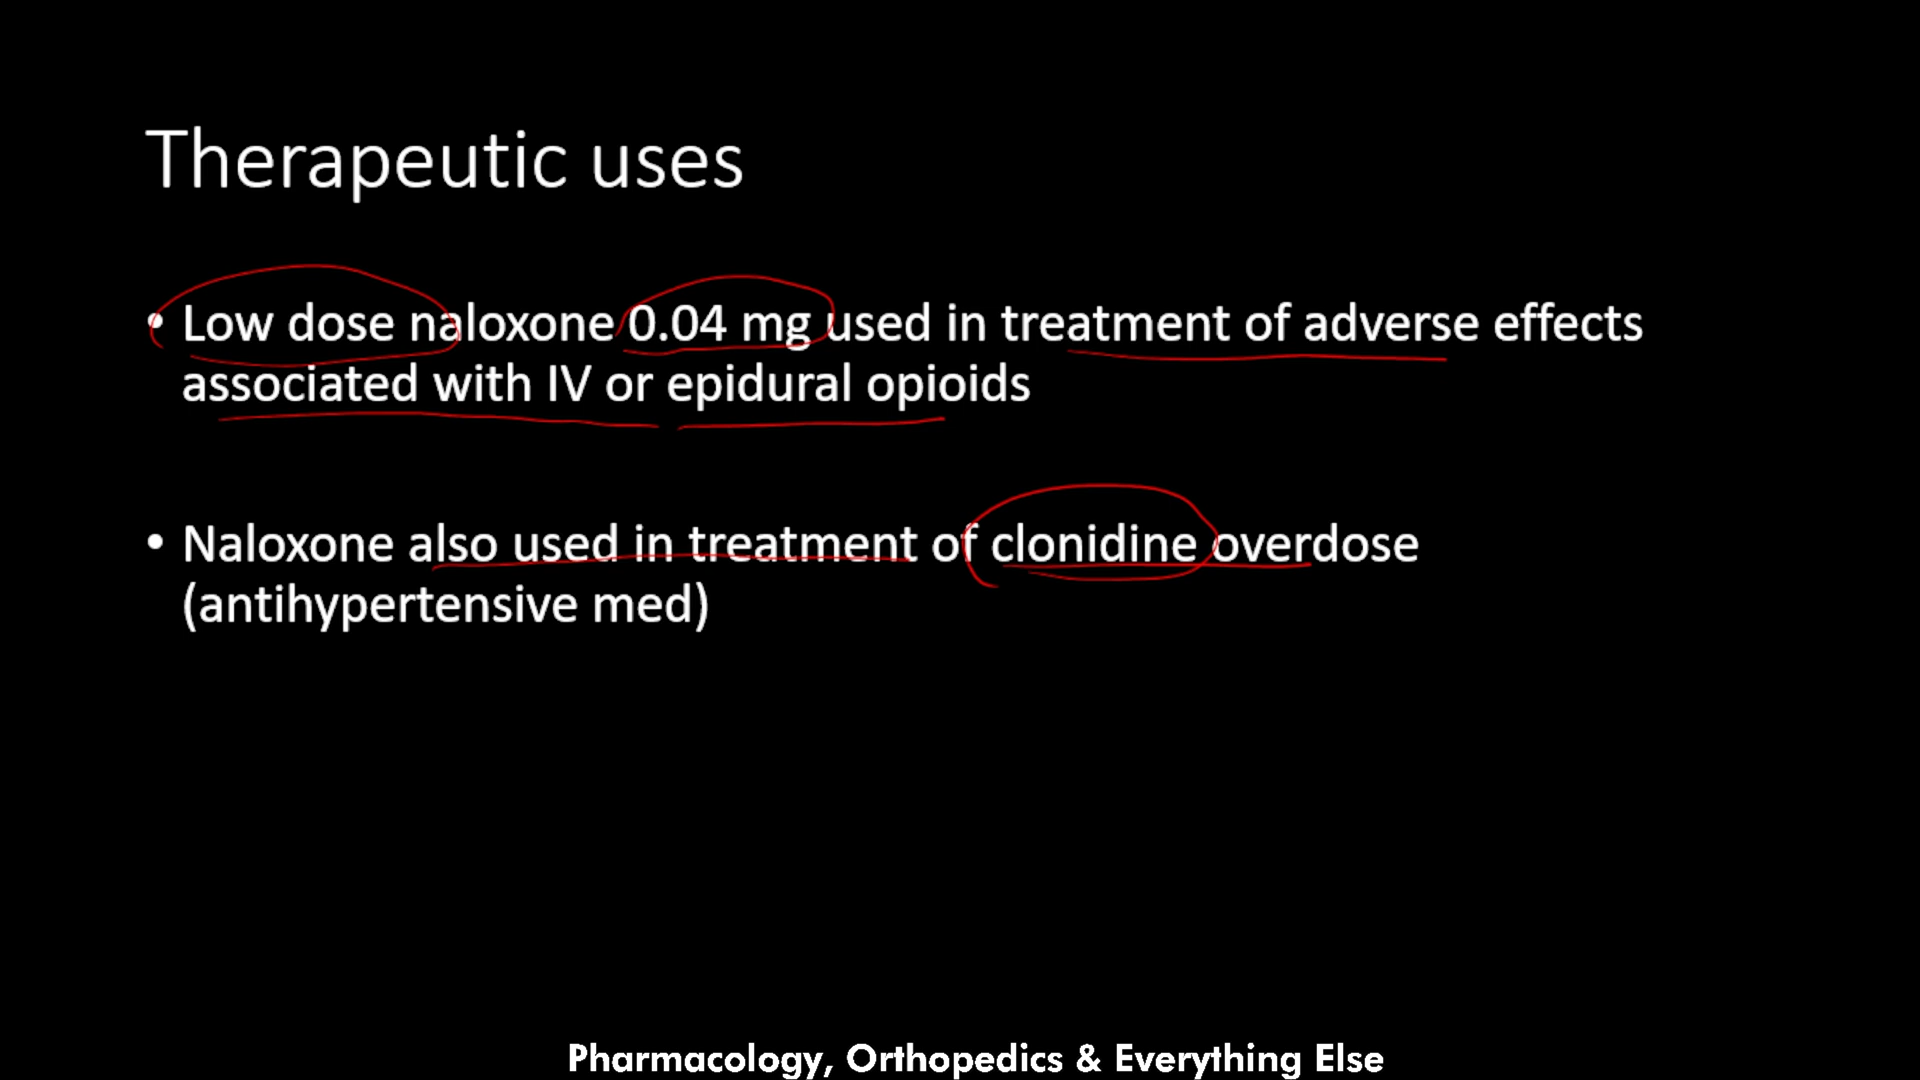 Therapeutic uses
• Low dose naloxone 0.04 mg used in treatment of adverse effects
associated with IV or epidural opioids
• Naloxone also used in treatment of clonidine overdose
(antihypertensive med)
Pharmacology, Orthopedics & Everything Else